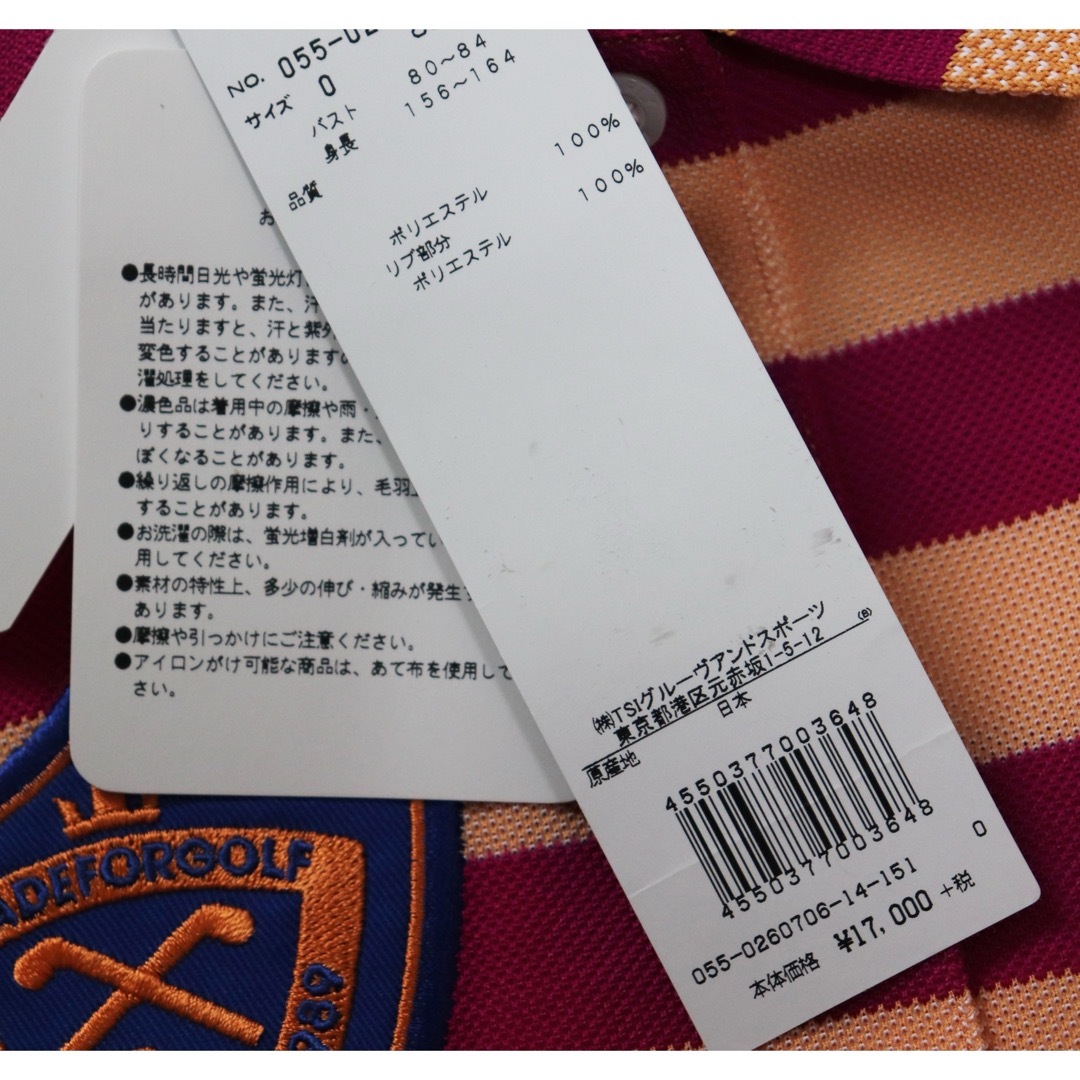 NO. 055-02
サイズ 0
バスト 80～84
身長 156～164
品質
ポリエステル 100%
リブ部分
ポリエステル 100%
㈱TSIグルーヴアンドスポーツ
東京都港区元赤坂1-5-12 (B)
原産地 日本
4550377003648
4550377003648
055-0260706-14-151 0
本体価格 ¥17,000 +税
お
●長時間日光や蛍光灯
があります。また、汗
当たりますと、汗と紫外
変色することがありますの
濯処理をしてください。
●濃色品は着用中の摩擦や雨・
りすることがあります。また、
ぽくなることがあります。
●繰り返しの摩擦作用により、毛羽
することがあります。
●お洗濯の際は、蛍光増白剤が入ってい
用してください。
●素材の特性上、多少の伸び・縮みが発生
あります。
●摩擦や引っかけにご注意ください。
●アイロンがけ可能な商品は、あて布を使用して
さい。
ADEFORGOLF
1989